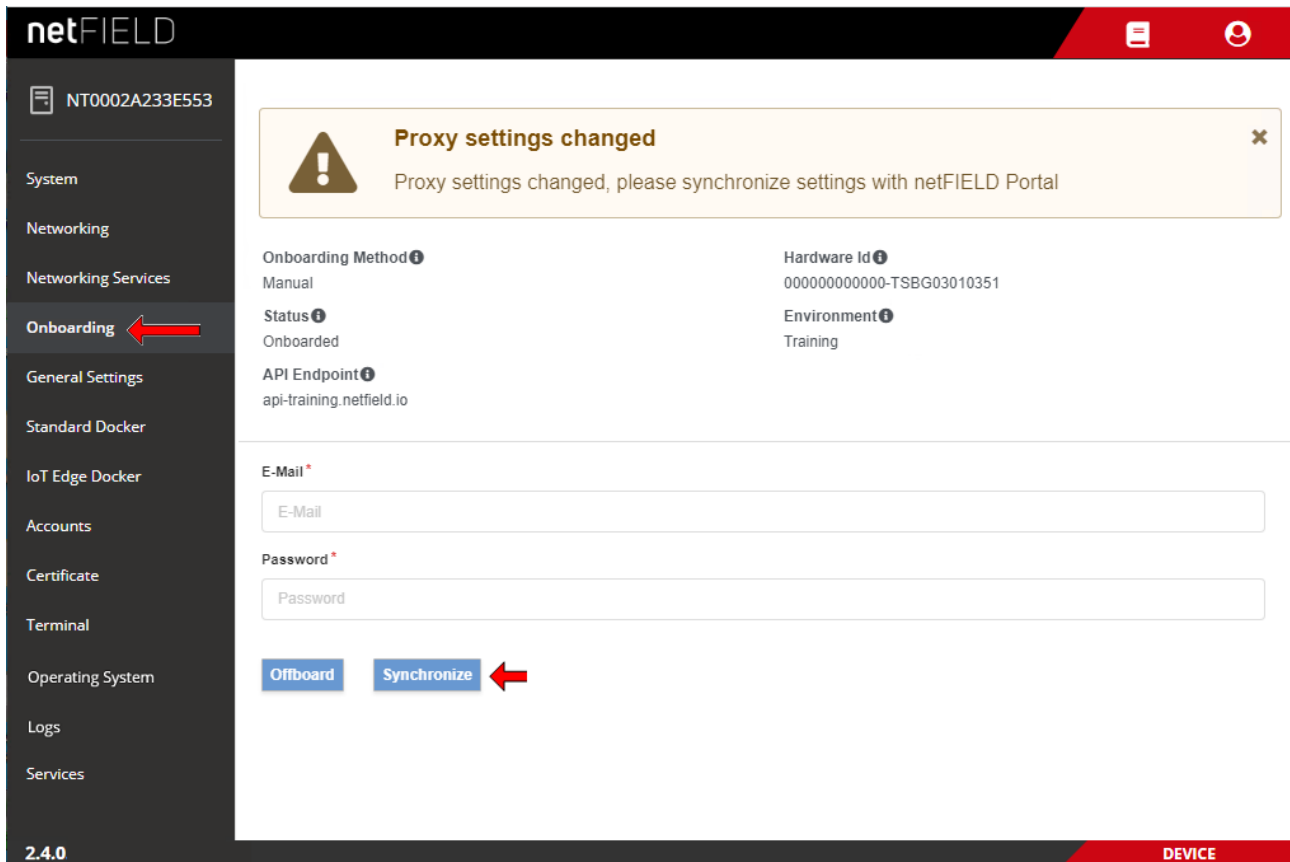 netFIELD
NT0002A233E553
System
Networking
Networking Services
Onboarding
General Settings
Standard Docker
IoT Edge Docker
Accounts
Certificate
Terminal
Operating System
Logs
Services
2.4.0
Proxy settings changed
Proxy settings changed, please synchronize settings with netFIELD Portal
Onboarding Method
Manual
Hardware Id
000000000000-TSBG03010351
Status
Onboarded
Environment
Training
API Endpoint
api-training.netfield.io
E-Mail*
E-Mail
Password*
Password
Offboard
Synchronize
DEVICE